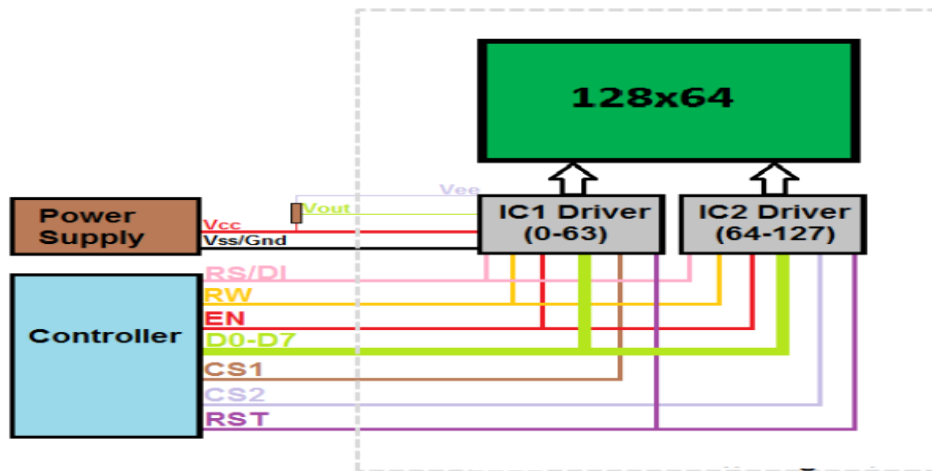 128x64
Vee
Vout
Power
Supply
Vcc
Vss/Gnd
IC1 Driver
(0-63)
IC2 Driver
(64-127)
Controller
RS/DI
RW
EN
D0-D7
CS1
CS2
RST